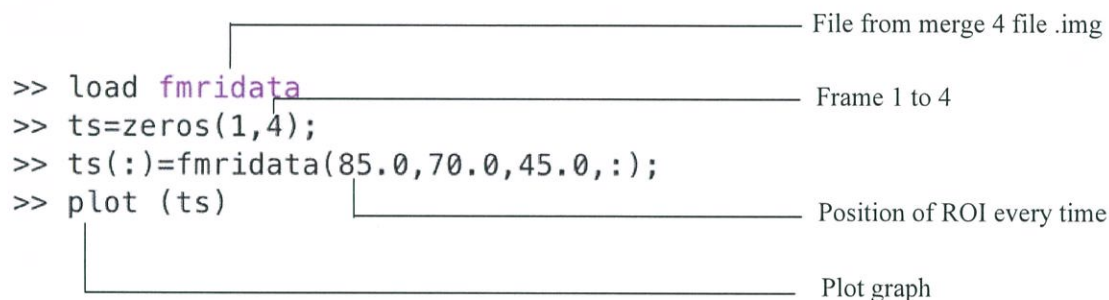 File from merge 4 file .img
>> load fmridata
Frame 1 to 4
>> ts=zeros(1,4);
>> ts(:)=fmridata(85.0,70.0,45.0,:);
>> plot (ts)
Position of ROI every time
Plot graph